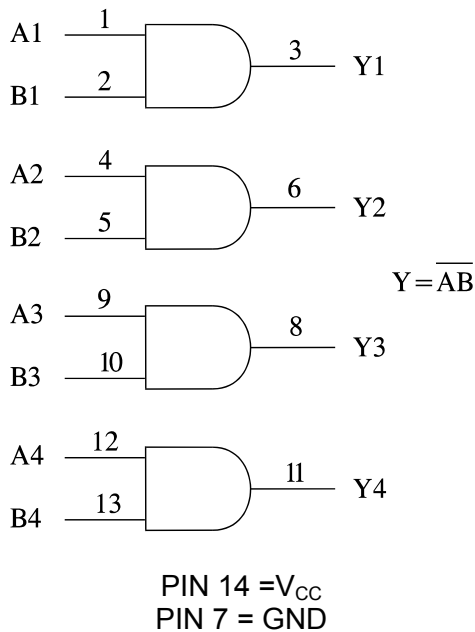 A1 1 3 Y1
B1 2
A2 4 6 Y2
B2 5
Y = A̅B̅
A3 9 8 Y3
B3 10
A4 12 11 Y4
B4 13
PIN 14 =VCC
PIN 7 = GND